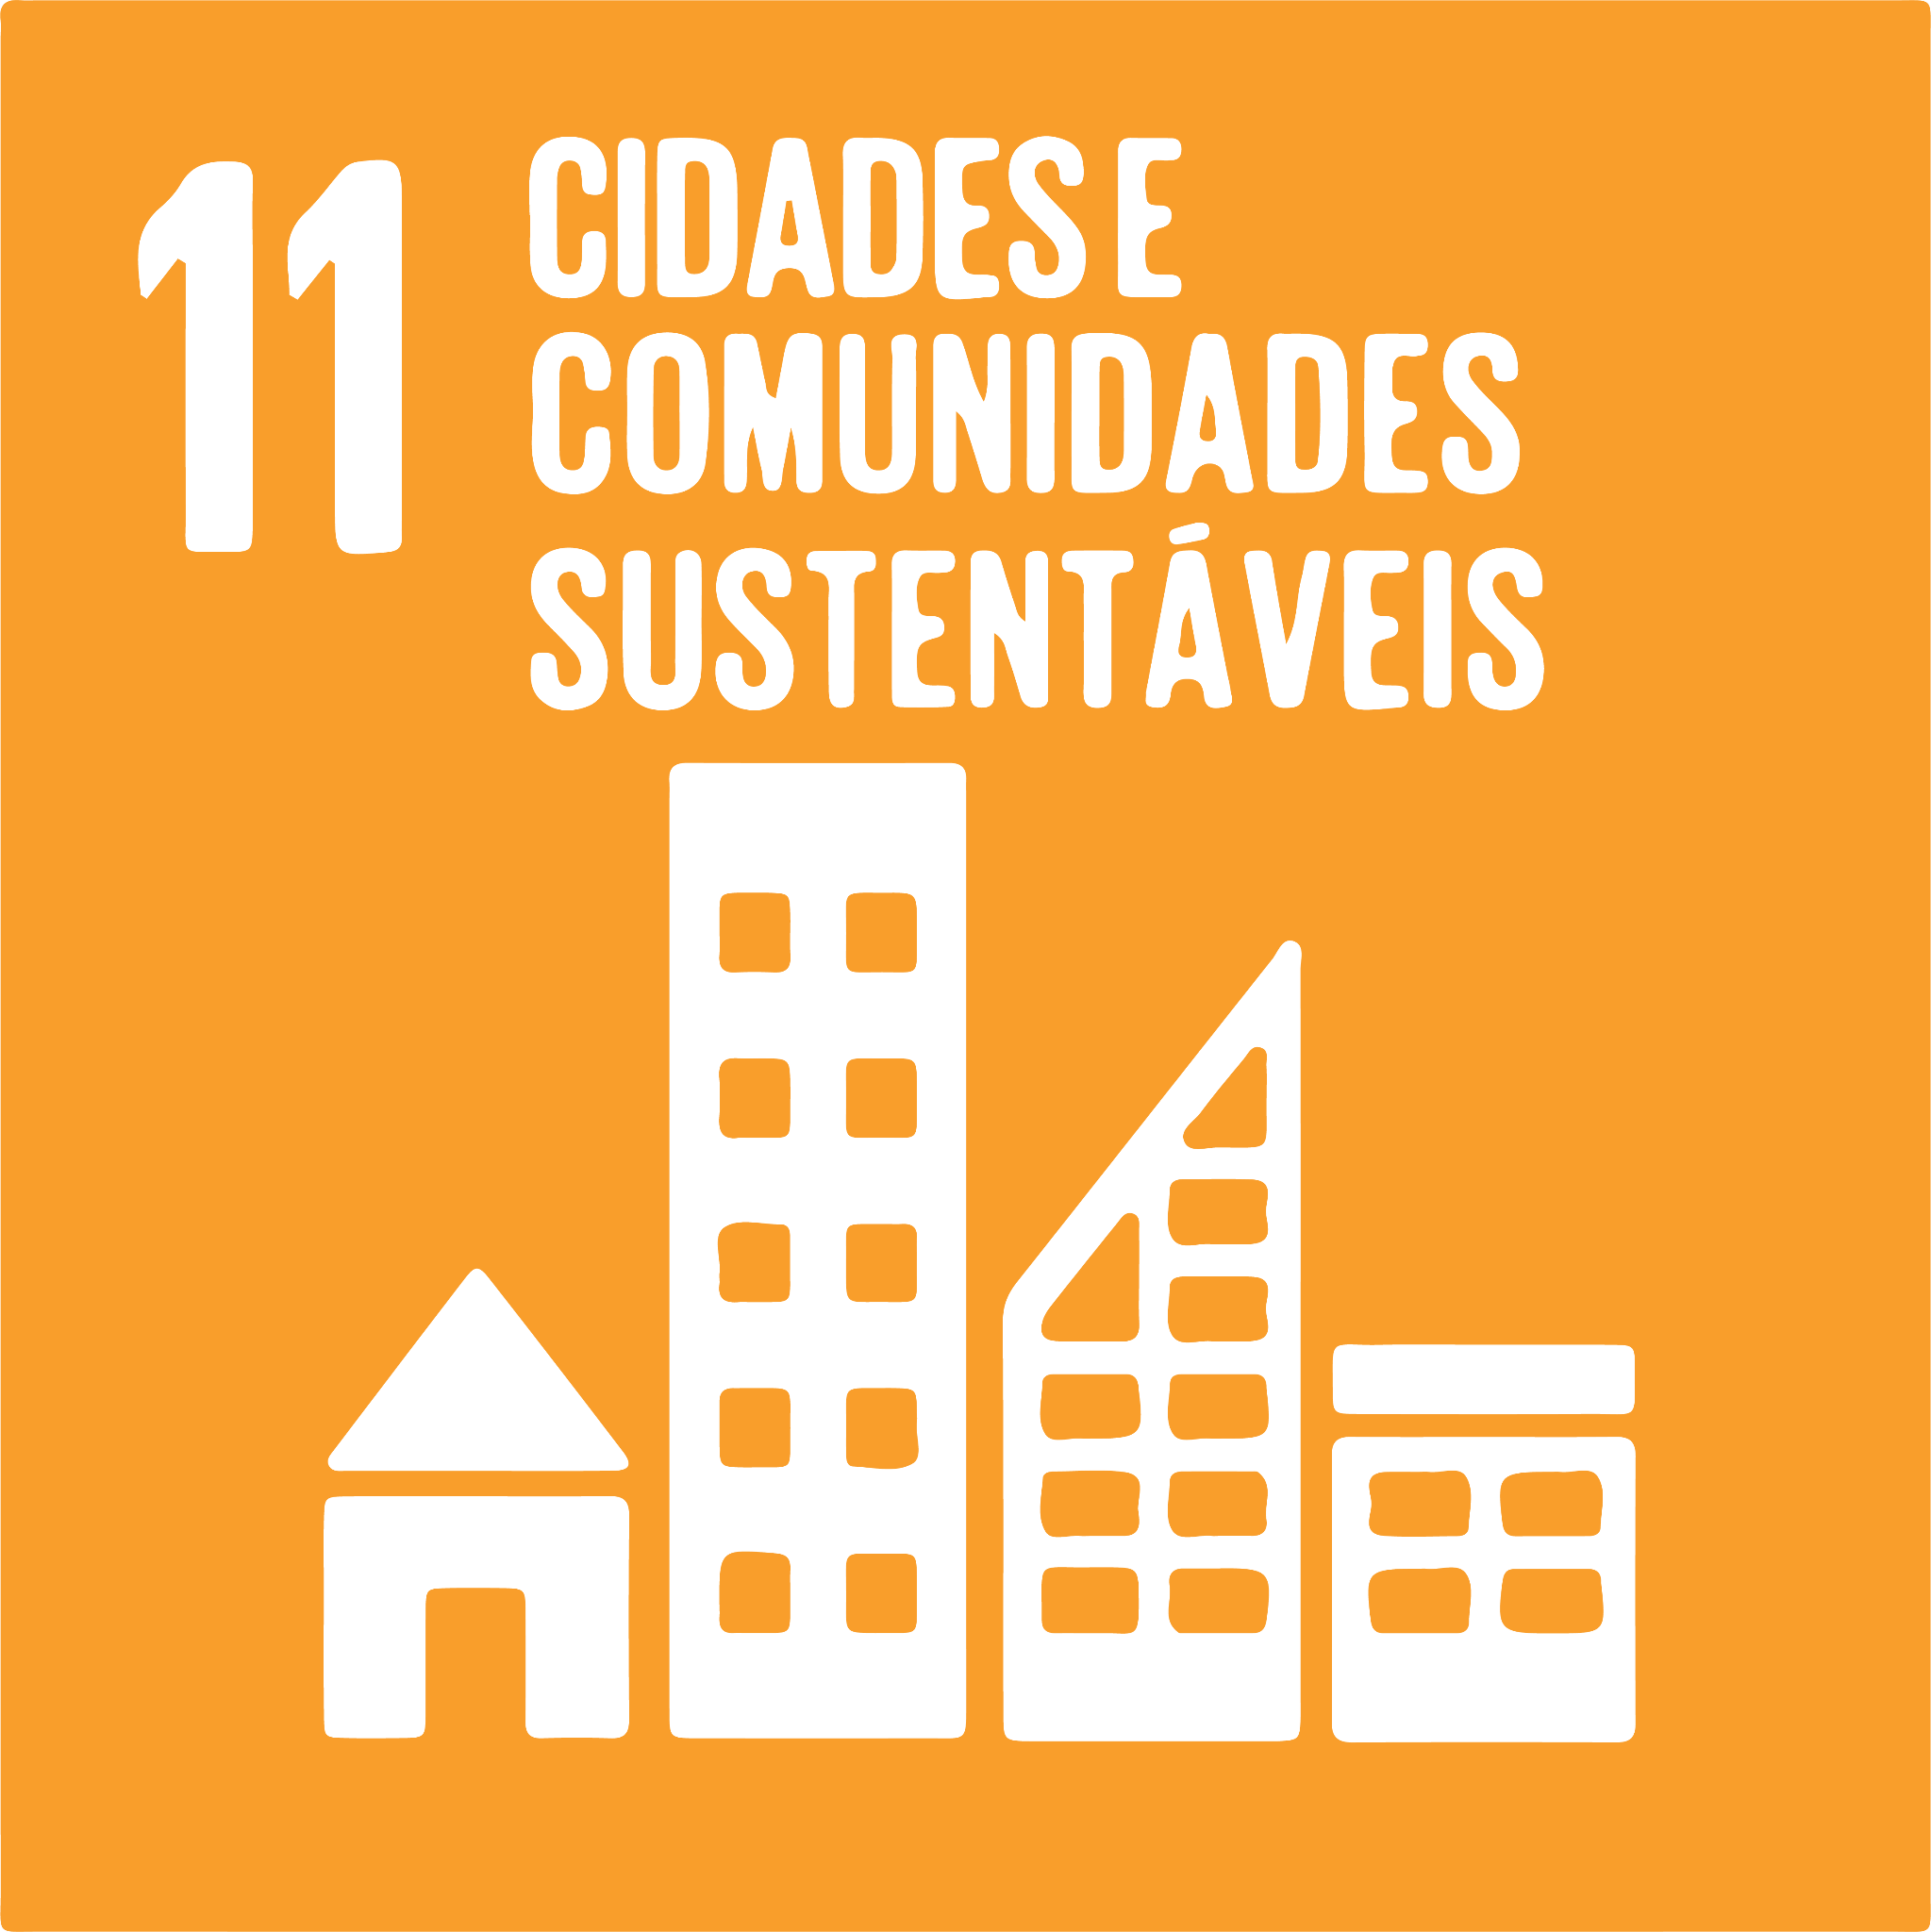 11
CIDADES E
COMUNIDADES
SUSTENTÁVEIS